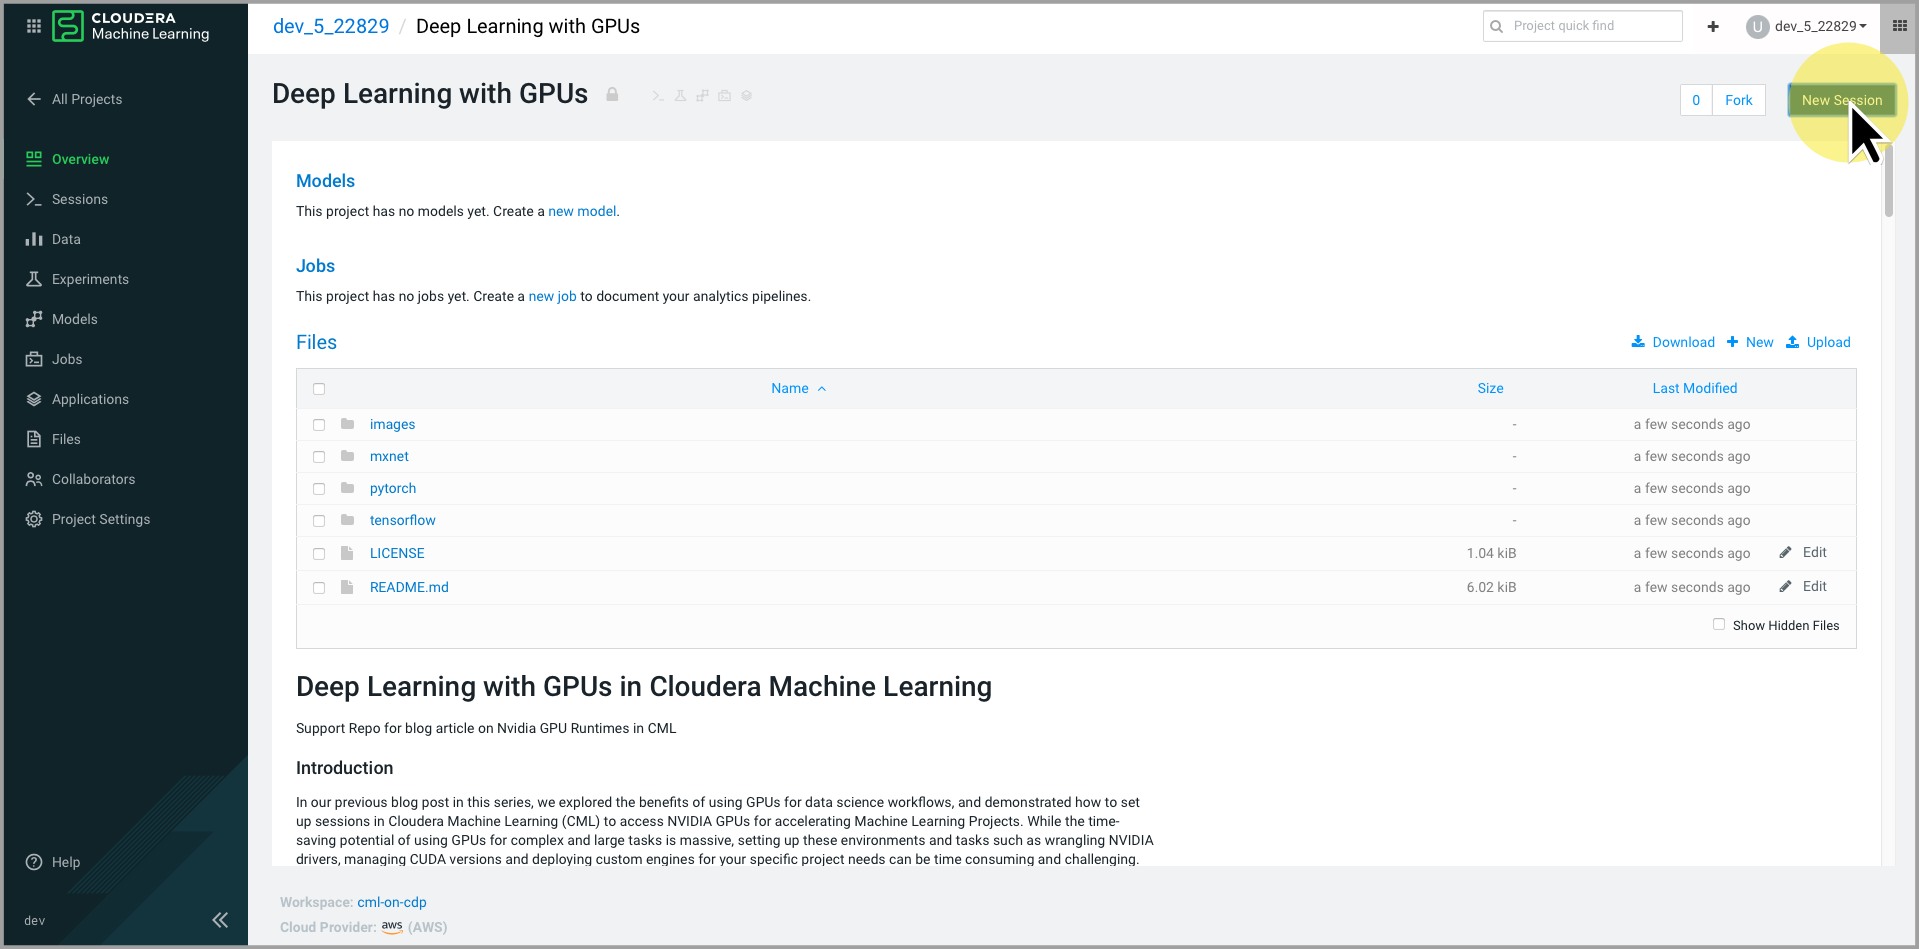 CLOUDERA
Machine Learning
dev_5_22829 / Deep Learning with GPUs
Project quick find
U dev_5_22829
All Projects
Overview
Sessions
Data
Experiments
Models
Jobs
Applications
Files
Collaborators
Project Settings
Help
dev
Deep Learning with GPUs
0 Fork
New Session
Models
This project has no models yet. Create a new model.
Jobs
This project has no jobs yet. Create a new job to document your analytics pipelines.
Files
Download New Upload
Name Size Last Modified
images - a few seconds ago
mxnet - a few seconds ago
pytorch - a few seconds ago
tensorflow - a few seconds ago
LICENSE 1.04 kiB a few seconds ago Edit
README.md 6.02 kiB a few seconds ago Edit
Show Hidden Files
Deep Learning with GPUs in Cloudera Machine Learning
Support Repo for blog article on Nvidia GPU Runtimes in CML
Introduction
In our previous blog post in this series, we explored the benefits of using GPUs for data science workflows, and demonstrated how to set
up sessions in Cloudera Machine Learning (CML) to access NVIDIA GPUs for accelerating Machine Learning Projects. While the time-
saving potential of using GPUs for complex and large tasks is massive, setting up these environments and tasks such as wrangling NVIDIA
drivers, managing CUDA versions and deploying custom engines for your specific project needs can be time consuming and challenging.
Workspace: cml-on-cdp
Cloud Provider: aws (AWS)